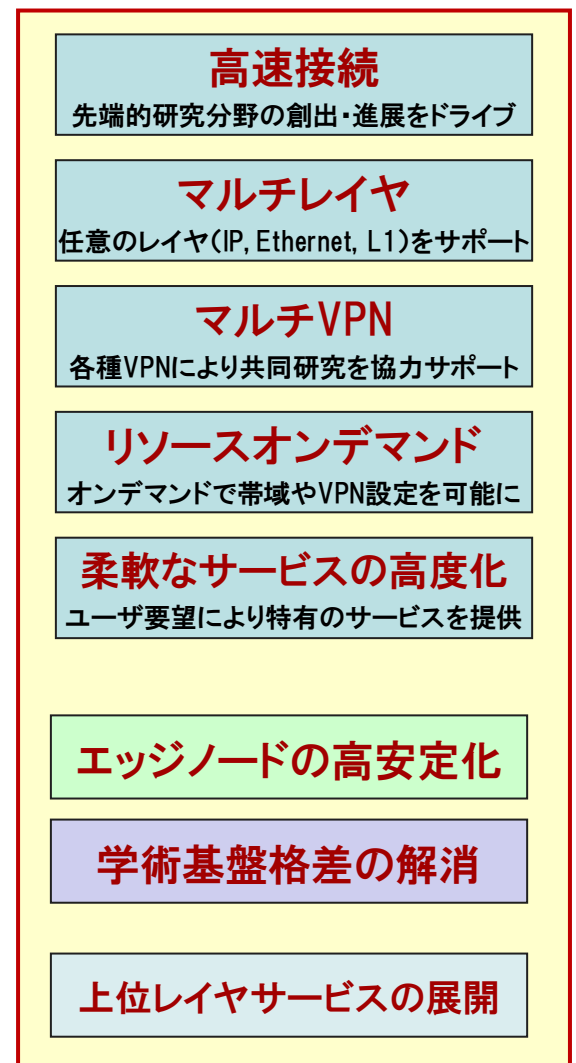 高速接続
先端的研究分野の創出・進展をドライブ
マルチレイヤ
任意のレイヤ(IP, Ethernet, L1)をサポート
マルチVPN
各種VPNにより共同研究を協力サポート
リソースオンデマンド
オンデマンドで帯域やVPN設定を可能に
柔軟なサービスの高度化
ユーザ要望により特有のサービスを提供
エッジノードの高安定化
学術基盤格差の解消
上位レイヤサービスの展開